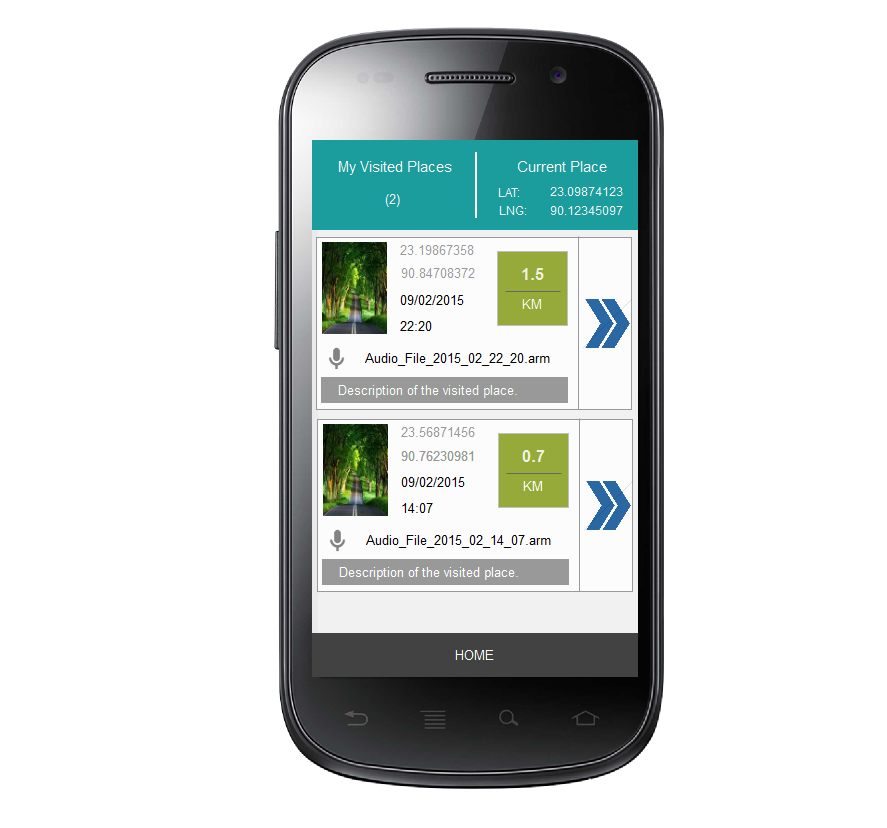 My Visited Places
(2)
Current Place
LAT: 23.09874123
LNG: 90.12345097
23.19867358
90.84708372
09/02/2015
22:20
1.5
KM
Audio_File_2015_02_22_20.arm
Description of the visited place.
23.56871456
90.76230981
09/02/2015
14:07
0.7
KM
Audio_File_2015_02_14_07.arm
Description of the visited place.
HOME